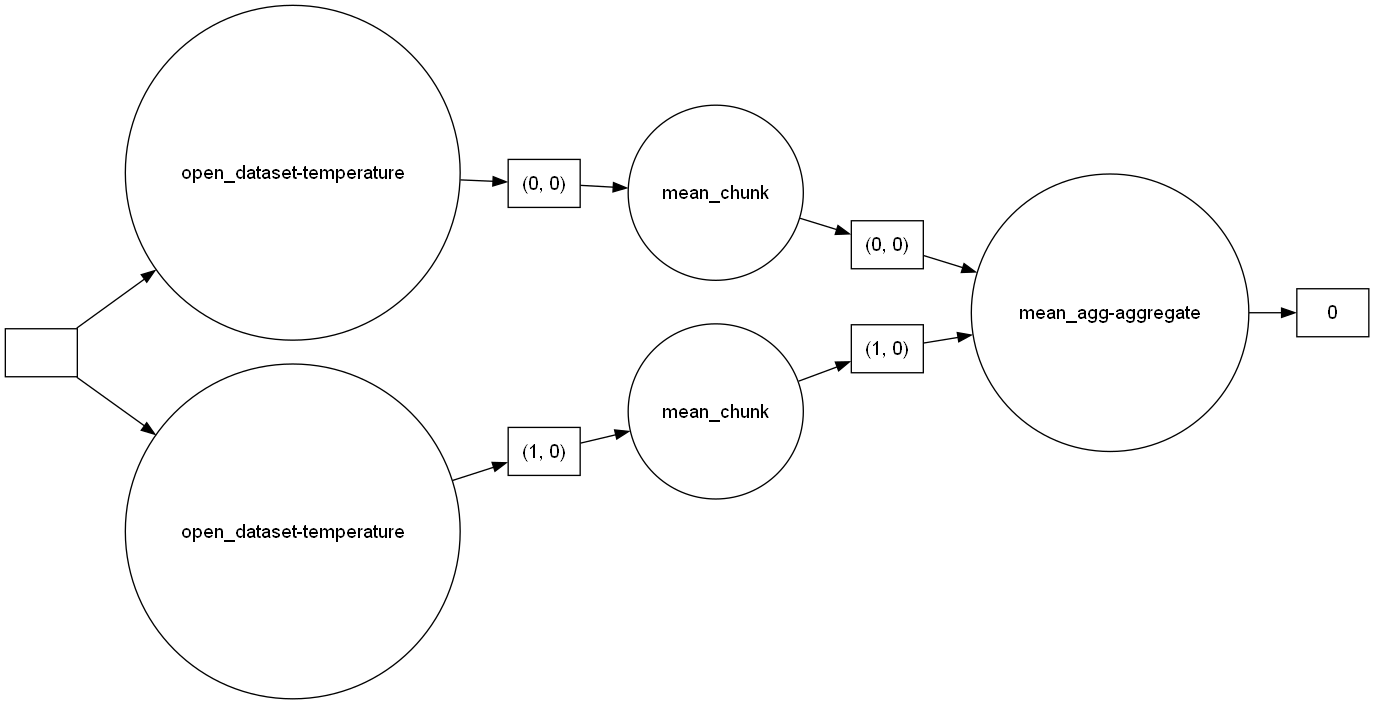 open_dataset-temperature
(0, 0)
mean_chunk
(0, 0)
mean_agg-aggregate
0
(1, 0)
mean_chunk
(1, 0)
open_dataset-temperature